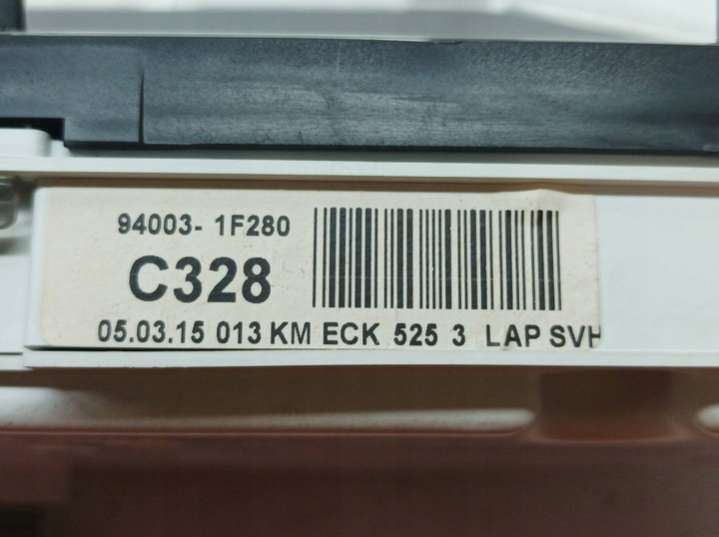 94003- 1F280
C328
05.03.15 013 KM ECK 525 3 LAP SVH